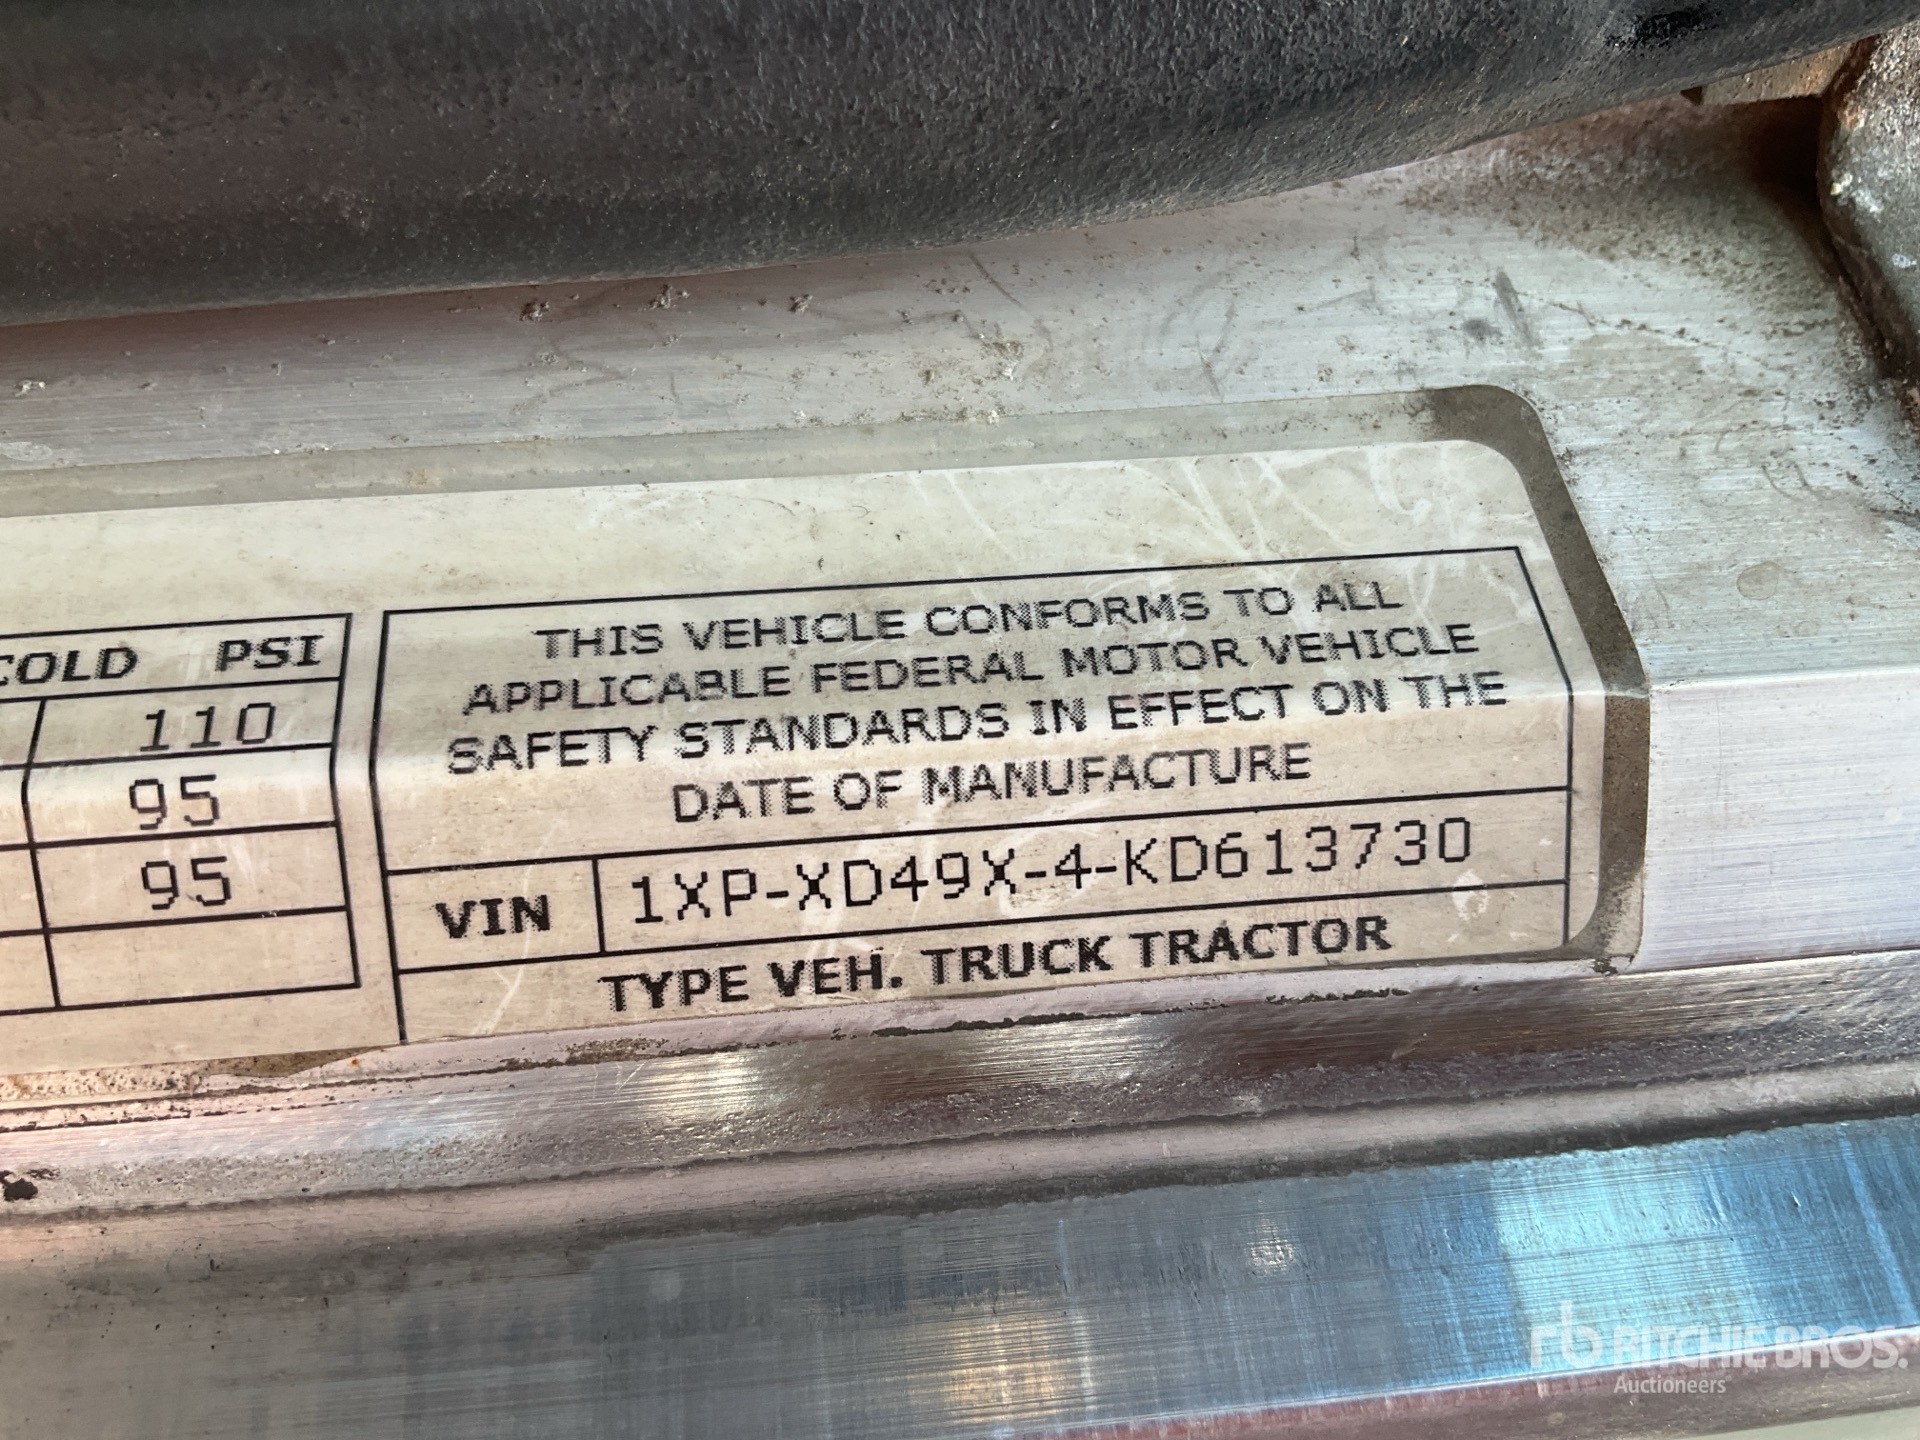 COLD PSI
110
95
95
THIS VEHICLE CONFORMS TO ALL
APPLICABLE FEDERAL MOTOR VEHICLE
SAFETY STANDARDS IN EFFECT ON THE
DATE OF MANUFACTURE
VIN 1XP-XD49X-4-KD613730
TYPE VEH. TRUCK TRACTOR
rb RITCHIE BROS.
Auctioneers